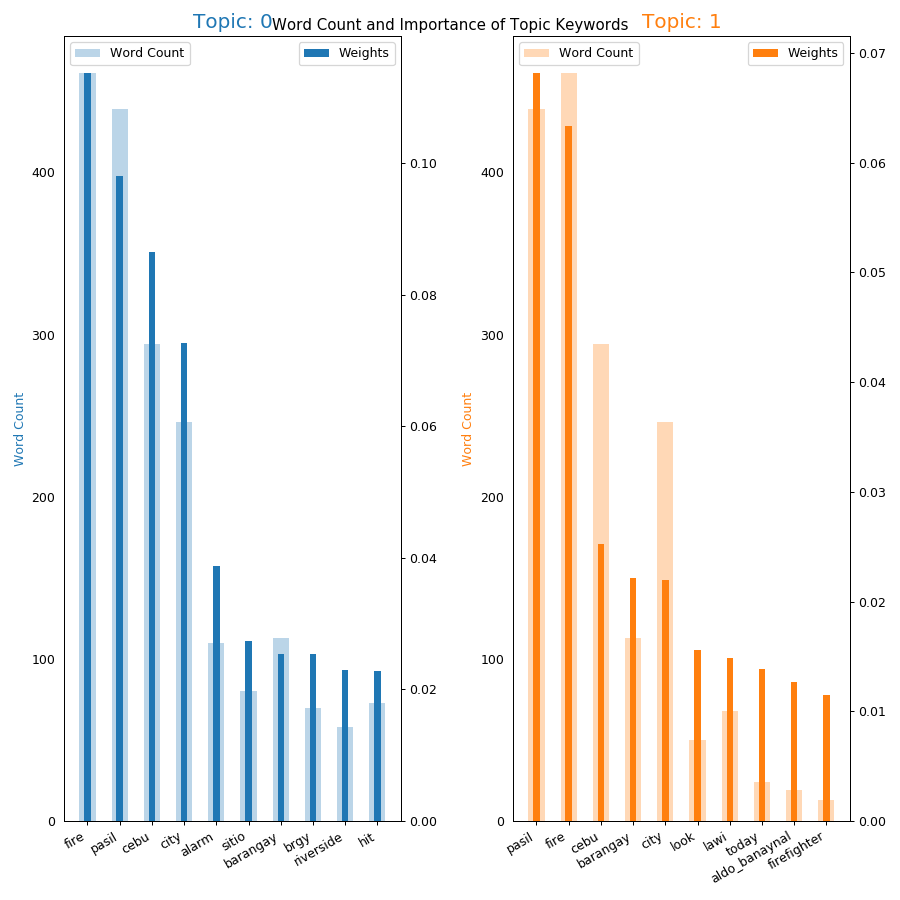 Topic: 0
Word Count and Importance of Topic Keywords
Topic: 1
Word Count
Weights
Word Count
Weights
400
300
200
100
0
Word Count
0.10
0.08
0.06
0.04
0.02
0.00
fire
pasil
cebu
city
alarm
sitio
barangay
brgy
riverside
hit
400
300
200
100
0
Word Count
0.07
0.06
0.05
0.04
0.03
0.02
0.01
0.00
pasil
fire
cebu
barangay
city
look
lawi
today
aldo_banaynal
firefighter